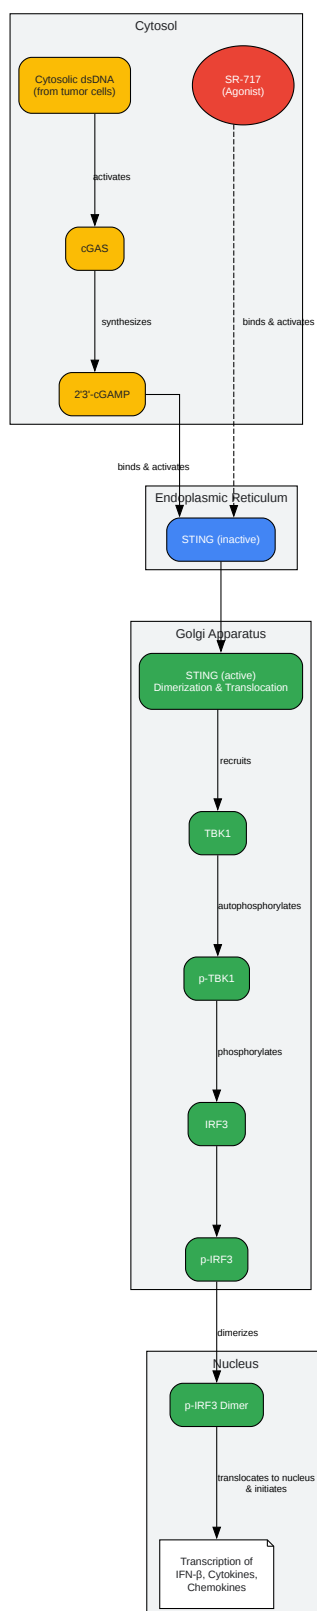 Cytosol
Cytosolic dsDNA
(from tumor cells)
SR-717
(Agonist)
activates
cGAS
synthesizes
binds & activates
2'3'-cGAMP
binds & activates
Endoplasmic Reticulum
STING (inactive)
Golgi Apparatus
STING (active)
Dimerization & Translocation
recruits
TBK1
autophosphorylates
p-TBK1
phosphorylates
IRF3
p-IRF3
dimerizes
Nucleus
p-IRF3 Dimer
translocates to nucleus
& initiates
Transcription of
IFN-β, Cytokines,
Chemokines